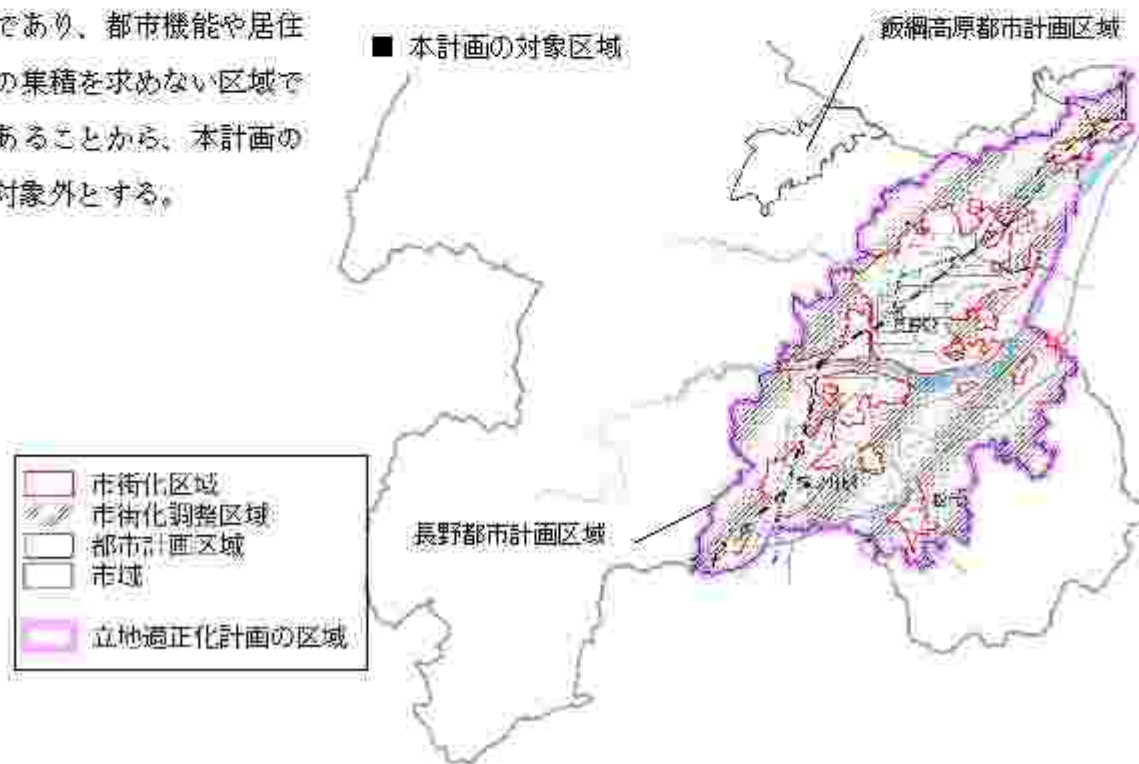 であり、都市機能や居住
の集積を求めない区域で
あることから、本計画の
対象外とする。
■ 本計画の対象区域
飯綱高原都市計画区域
長野都市計画区域
市街化区域
市街化調整区域
都市計画区域
市域
立地適正化計画の区域